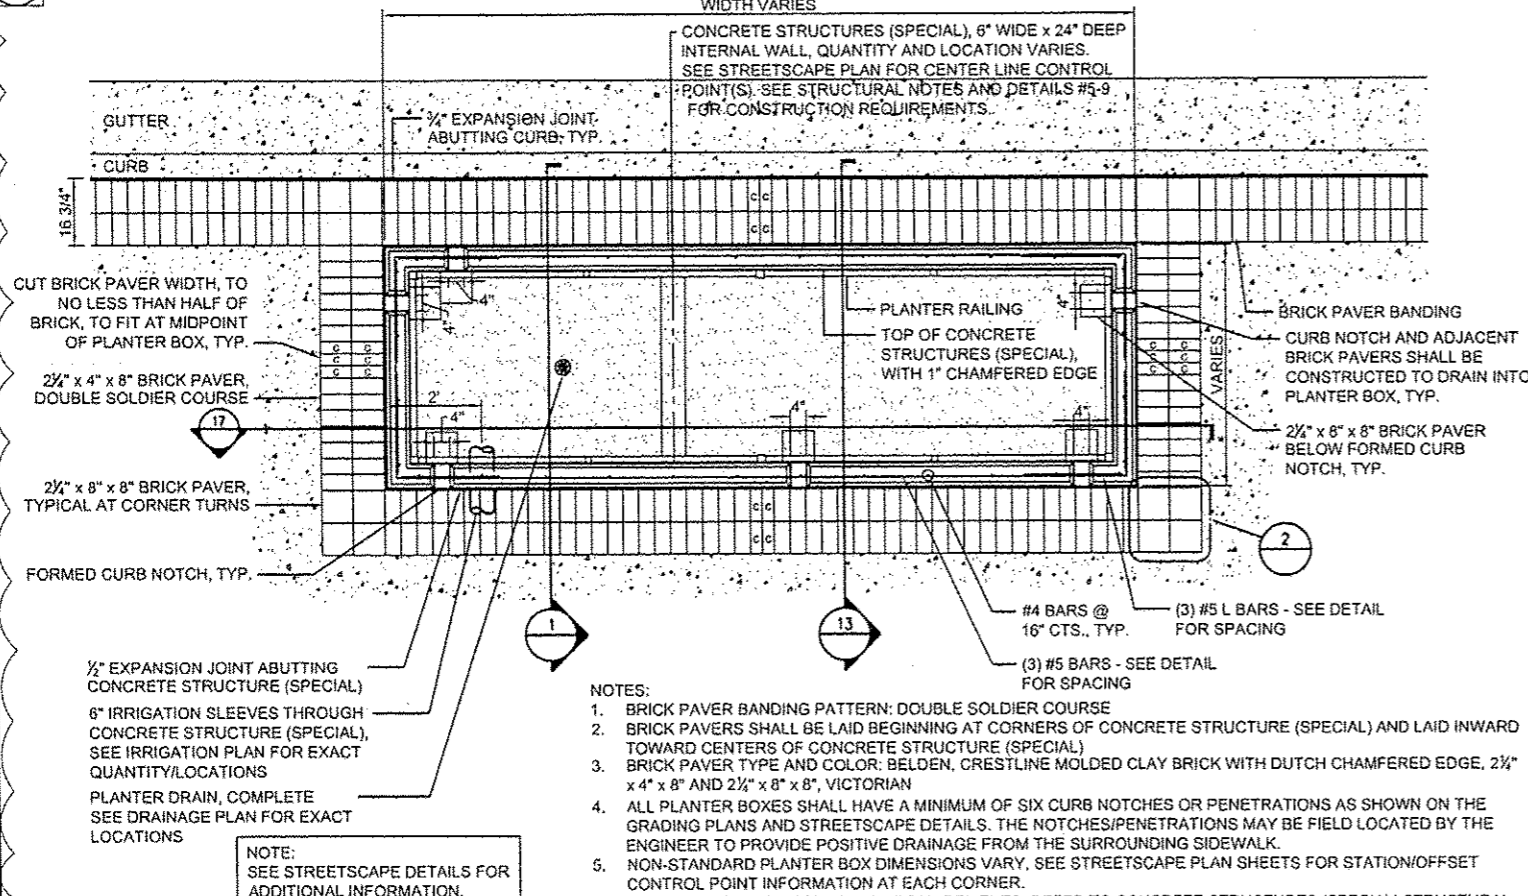 WIDTH VARIES
CONCRETE STRUCTURES (SPECIAL), 6" WIDE x 24" DEEP
INTERNAL WALL, QUANTITY AND LOCATION VARIES.
SEE STREETSCAPE PLAN FOR CENTER LINE CONTROL
POINT(S). SEE STRUCTURAL NOTES AND DETAILS #5-9
FOR CONSTRUCTION REQUIREMENTS.
GUTTER
¾" EXPANSION JOINT
ABUTTING CURB, TYP.
CURB
16 3/4"
C C
C C
CUT BRICK PAVER WIDTH, TO
NO LESS THAN HALF OF
BRICK, TO FIT AT MIDPOINT
OF PLANTER BOX, TYP.
4"
4"
4"
PLANTER RAILING
TOP OF CONCRETE
STRUCTURES (SPECIAL),
WITH 1" CHAMFERED EDGE
BRICK PAVER BANDING
CURB NOTCH AND ADJACENT
BRICK PAVERS SHALL BE
CONSTRUCTED TO DRAIN INTO
PLANTER BOX, TYP.
VARIES
C C
C C
C C
C C
C C
C C
2¼" x 4" x 8" BRICK PAVER,
DOUBLE SOLDIER COURSE
17
2'
4"
4"
4"
2¼" x 8" x 8" BRICK PAVER
BELOW FORMED CURB
NOTCH, TYP.
2¼" x 8" x 8" BRICK PAVER,
TYPICAL AT CORNER TURNS
C C
C C
2
FORMED CURB NOTCH, TYP.
1
13
#4 BARS @
16" CTS., TYP.
(3) #5 L BARS - SEE DETAIL
FOR SPACING
(3) #5 BARS - SEE DETAIL
FOR SPACING
½" EXPANSION JOINT ABUTTING
CONCRETE STRUCTURE (SPECIAL)
6" IRRIGATION SLEEVES THROUGH
CONCRETE STRUCTURE (SPECIAL),
SEE IRRIGATION PLAN FOR EXACT
QUANTITY/LOCATIONS
PLANTER DRAIN, COMPLETE
SEE DRAINAGE PLAN FOR EXACT
LOCATIONS
NOTE:
SEE STREETSCAPE DETAILS FOR
ADDITIONAL INFORMATION.
NOTES:
1. BRICK PAVER BANDING PATTERN: DOUBLE SOLDIER COURSE
2. BRICK PAVERS SHALL BE LAID BEGINNING AT CORNERS OF CONCRETE STRUCTURE (SPECIAL) AND LAID INWARD
TOWARD CENTERS OF CONCRETE STRUCTURE (SPECIAL)
3. BRICK PAVER TYPE AND COLOR: BELDEN, CRESTLINE MOLDED CLAY BRICK WITH DUTCH CHAMFERED EDGE, 2¼"
x 4" x 8" AND 2¼" x 8" x 8", VICTORIAN
4. ALL PLANTER BOXES SHALL HAVE A MINIMUM OF SIX CURB NOTCHES OR PENETRATIONS AS SHOWN ON THE
GRADING PLANS AND STREETSCAPE DETAILS. THE NOTCHES/PENETRATIONS MAY BE FIELD LOCATED BY THE
ENGINEER TO PROVIDE POSITIVE DRAINAGE FROM THE SURROUNDING SIDEWALK.
5. NON-STANDARD PLANTER BOX DIMENSIONS VARY, SEE STREETSCAPE PLAN SHEETS FOR STATION/OFFSET
CONTROL POINT INFORMATION AT EACH CORNER.